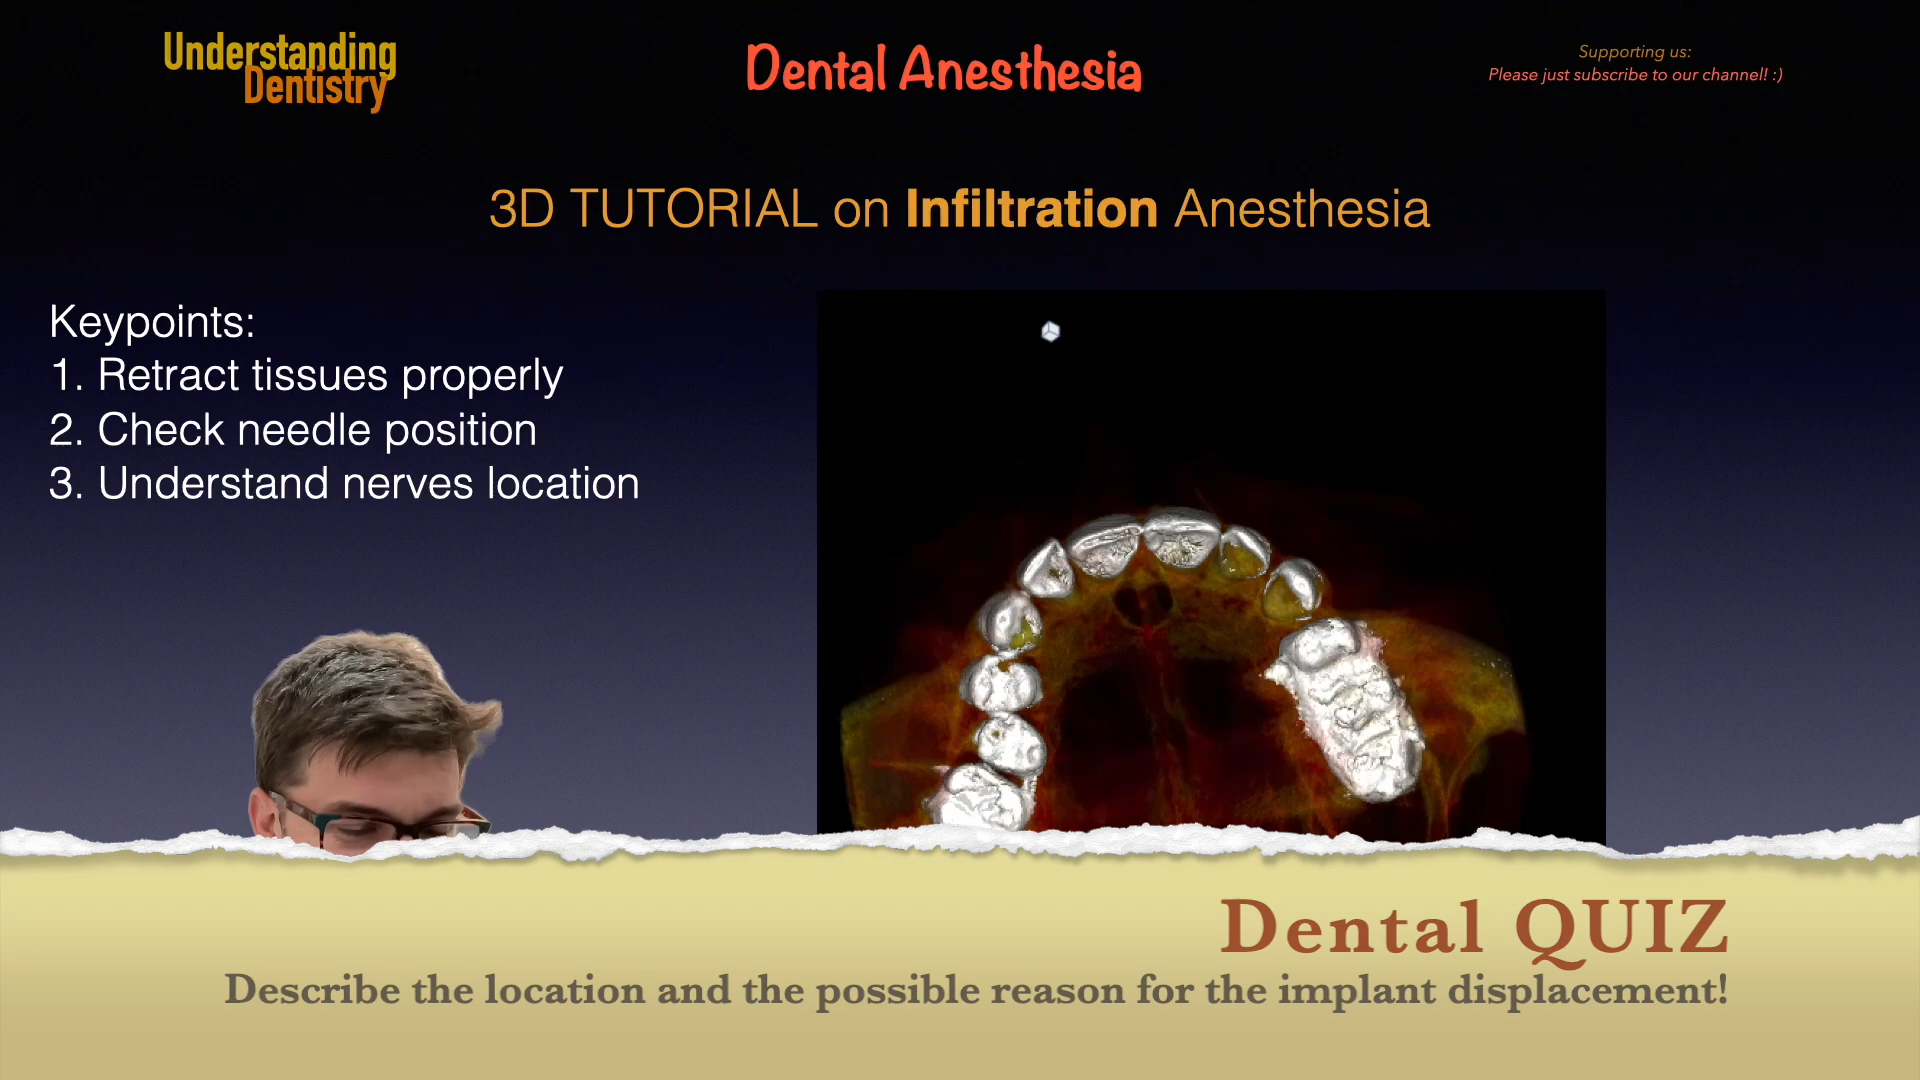 Understanding
Dentistry
Dental Anesthesia
Supporting us:
Please just subscribe to our channel! :)
3D TUTORIAL on Infiltration Anesthesia
Keypoints:
1. Retract tissues properly
2. Check needle position
3. Understand nerves location
Dental QUIZ
Describe the location and the possible reason for the implant displacement!